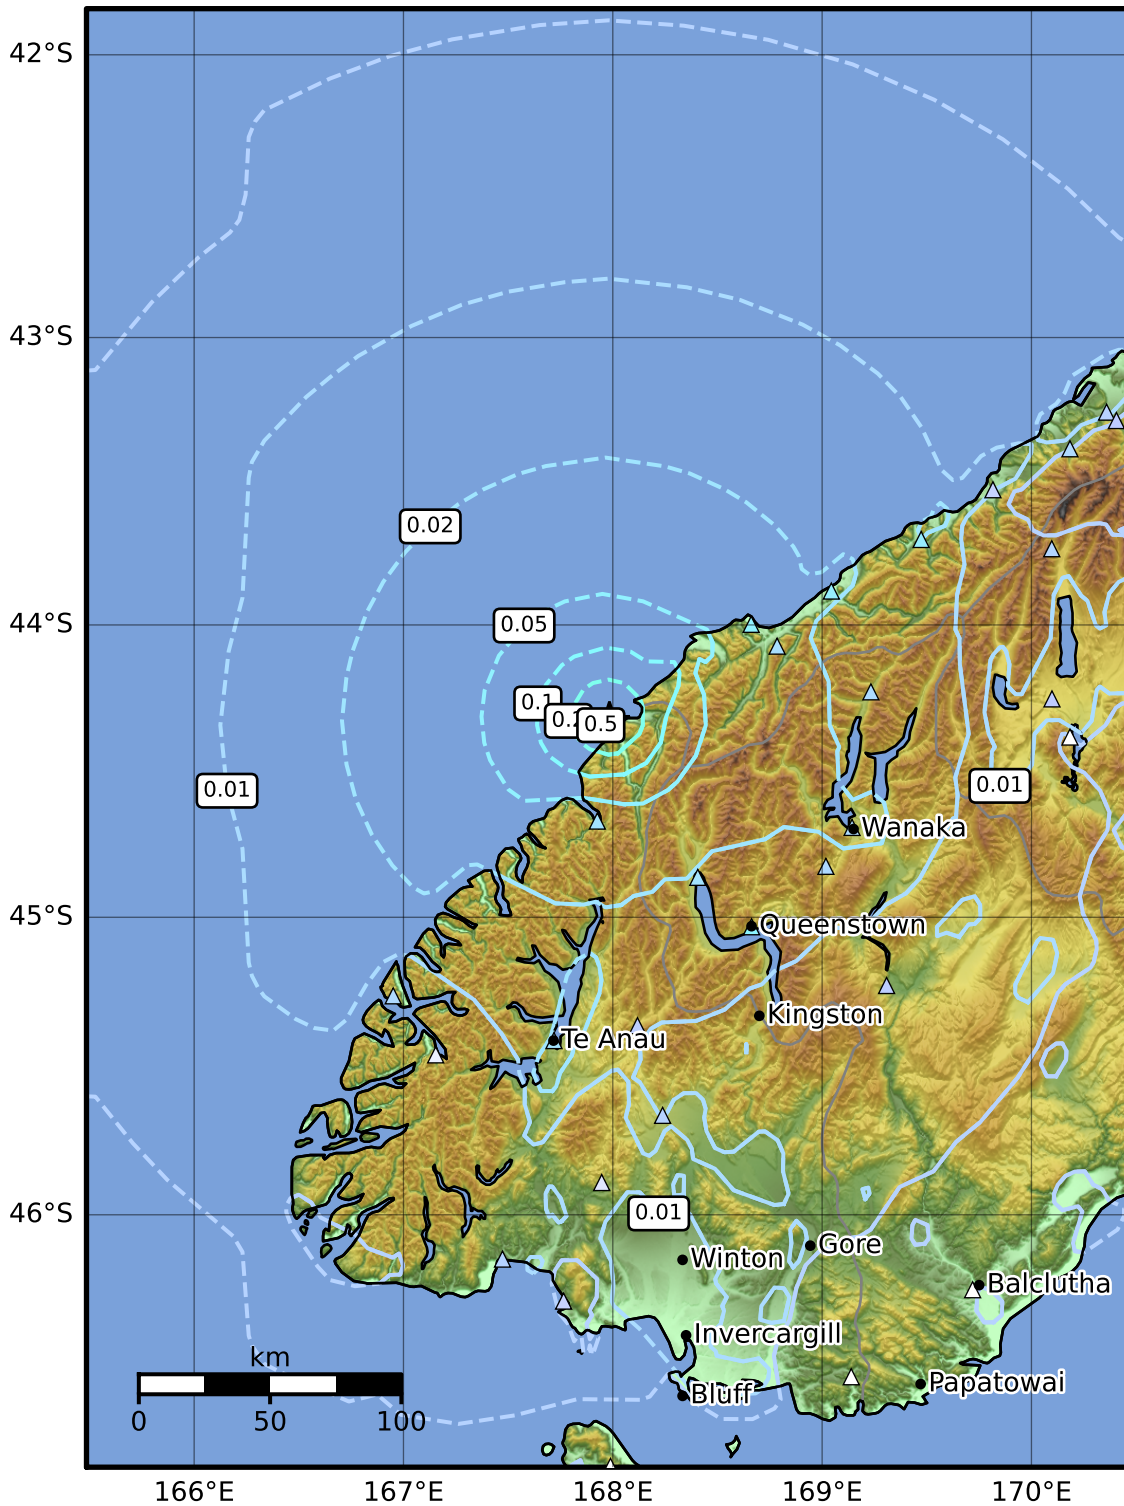 42°S
43°S
0.02
44°S
0.05
0.1
0.2
0.5
0.01
0.01
Wanaka
45°S
Queenstown
Kingston
Te Anau
46°S
0.01
Winton
Gore
Balclutha
Invercargill
km
Bluff
Papatowai
0 50 100
166°E 167°E 168°E 169°E 170°E